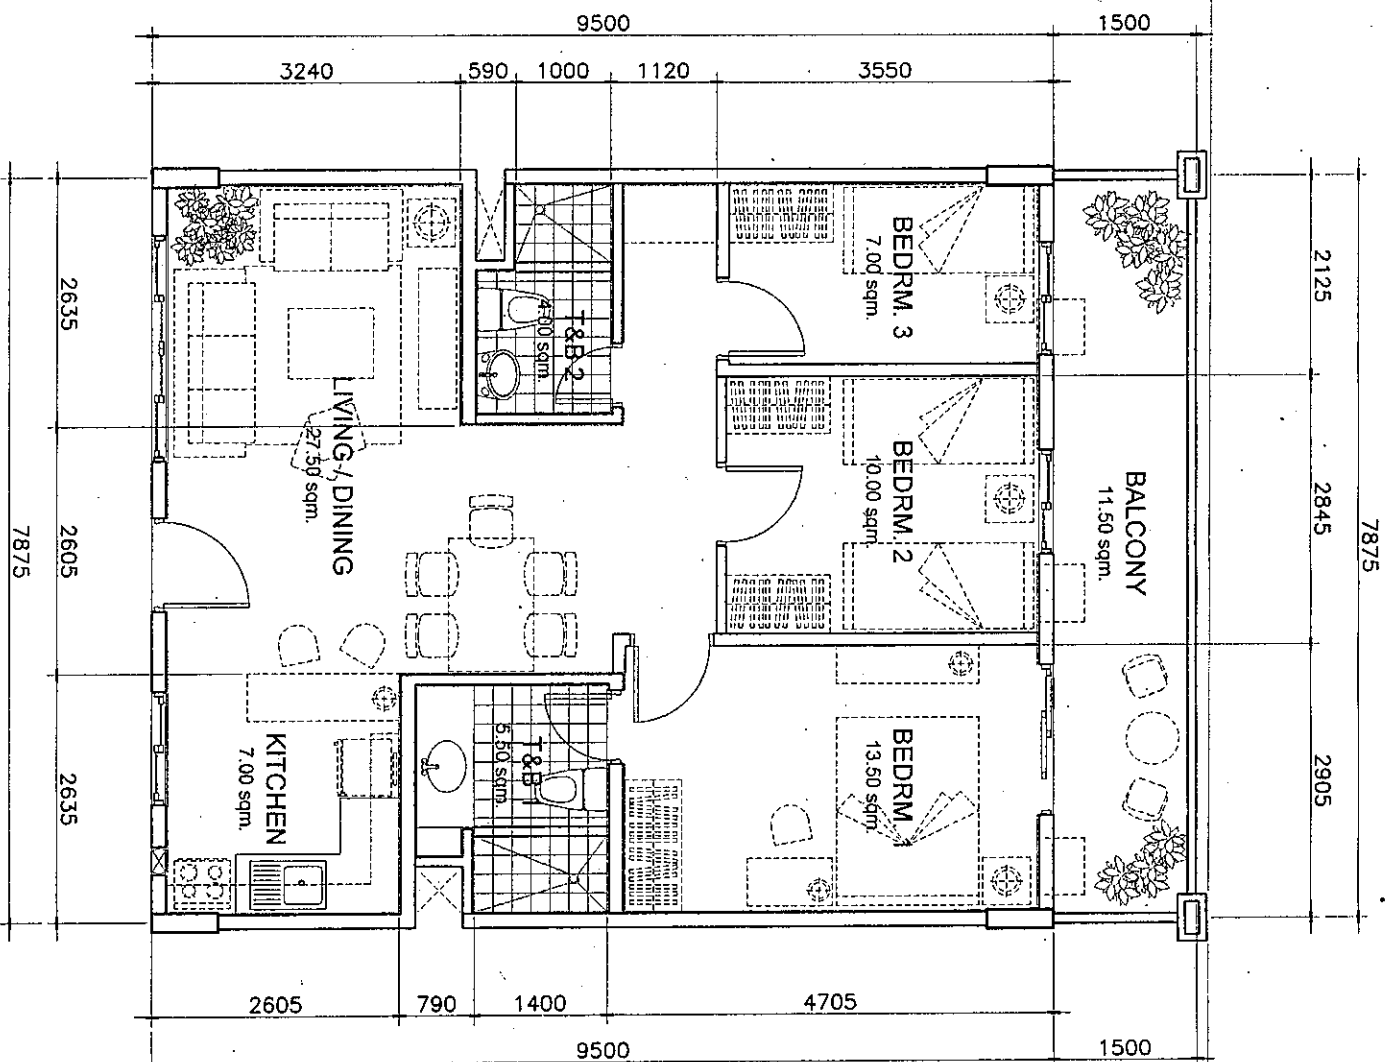 9500
1500
3240
590
1000
1120
3550
2635
2605
2635
7875
2125
2845
2905
7875
BEDRM. 3
7.00 sqm.
T&B 2
4.00 sqm.
LIVING / DINING
27.50 sqm.
BEDRM. 2
10.00 sqm.
BALCONY
11.50 sqm.
KITCHEN
7.00 sqm.
T&B 1
5.50 sqm.
BEDRM
13.50 sqm.
2605
790
1400
4705
9500
1500